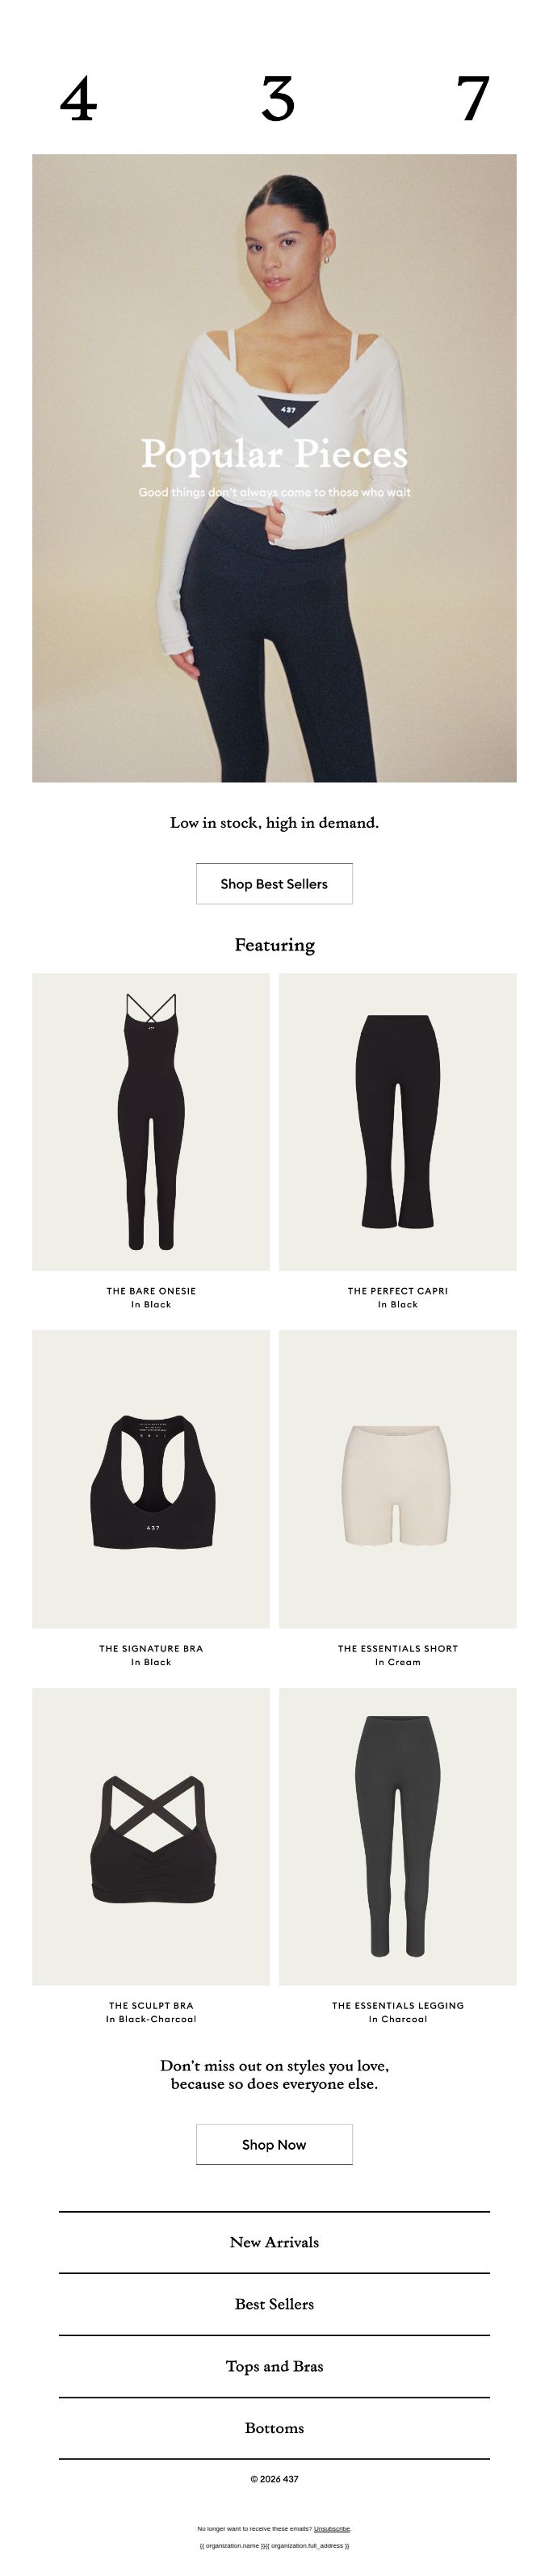 4 3 7
437
Popular Pieces
Good things don't always come to those who wait
Low in stock, high in demand.
Shop Best Sellers
Featuring
THE BARE ONESIE
In Black
THE PERFECT CAPRI
In Black
437
THE SIGNATURE BRA
In Black
THE ESSENTIALS SHORT
In Cream
THE SCULPT BRA
In Black-Charcoal
THE ESSENTIALS LEGGING
In Charcoal
Don't miss out on styles you love,
because so does everyone else.
Shop Now
New Arrivals
Best Sellers
Tops and Bras
Bottoms
© 2026 437
No longer want to receive these emails? Unsubscribe.
{{ organization.name }}{{ organization.full_address }}